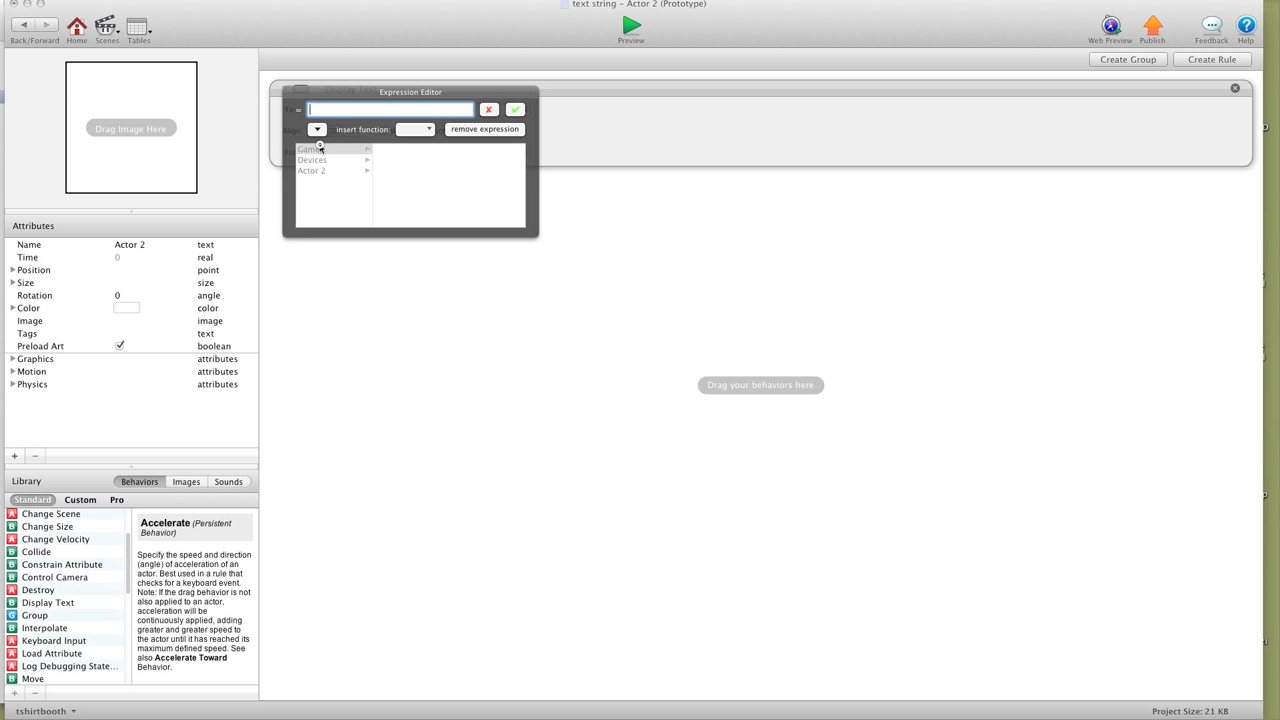 text string – Actor 2 (Prototype)
Back/Forward
Home
Scenes
Tables
Preview
Web Preview
Publish
Feedback
Help
Create Group
Create Rule
Drag Image Here
Expression Editor
=
insert function:
remove expression
Devices
Actor 2
Attributes
Name Actor 2 text
Time 0 real
Position point
Size size
Rotation 0 angle
Color color
Image image
Tags text
Preload Art boolean
Graphics attributes
Motion attributes
Physics attributes
Drag your behaviors here
+ −
Library Behaviors Images Sounds
Standard Custom Pro
A Change Scene
B Change Size
A Change Velocity
B Collide
B Constrain Attribute
B Control Camera
A Destroy
B Display Text
G Group
B Interpolate
A Keyboard Input
A Load Attribute
A Log Debugging State...
B Move
Accelerate (Persistent
Behavior)
Specify the speed and direction
(angle) of acceleration of an
actor. Best used in a rule that
checks for a keyboard event.
Note: If the drag behavior is not
also applied to an actor,
acceleration will be
continuously applied, adding
greater and greater speed to
the actor until it has reached its
maximum defined speed. See
also Accelerate Toward
Behavior.
+ −
tshirtbooth
Project Size: 21 KB